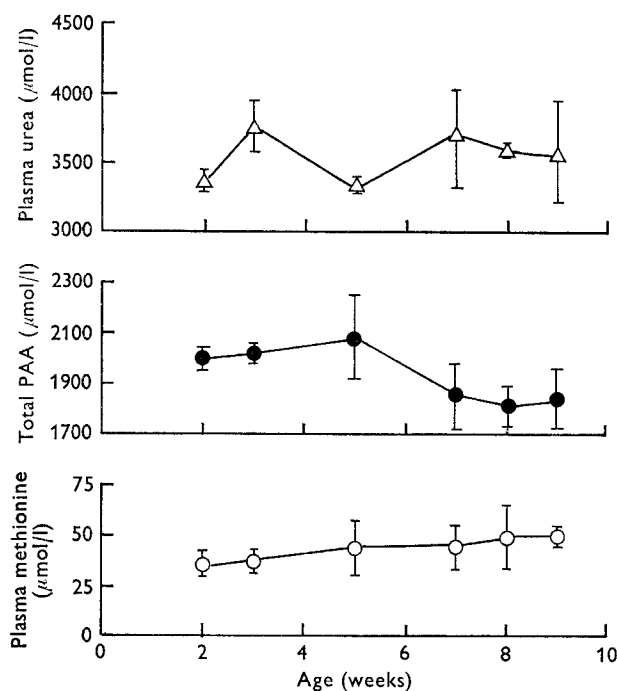 Plasma urea (μmol/l)
4500
4000
3500
3000
Total PAA (μmol/l)
2300
2100
1900
1700
Plasma methionine
(μmol/l)
75
50
25
0
0 2 4 6 8 10
Age (weeks)